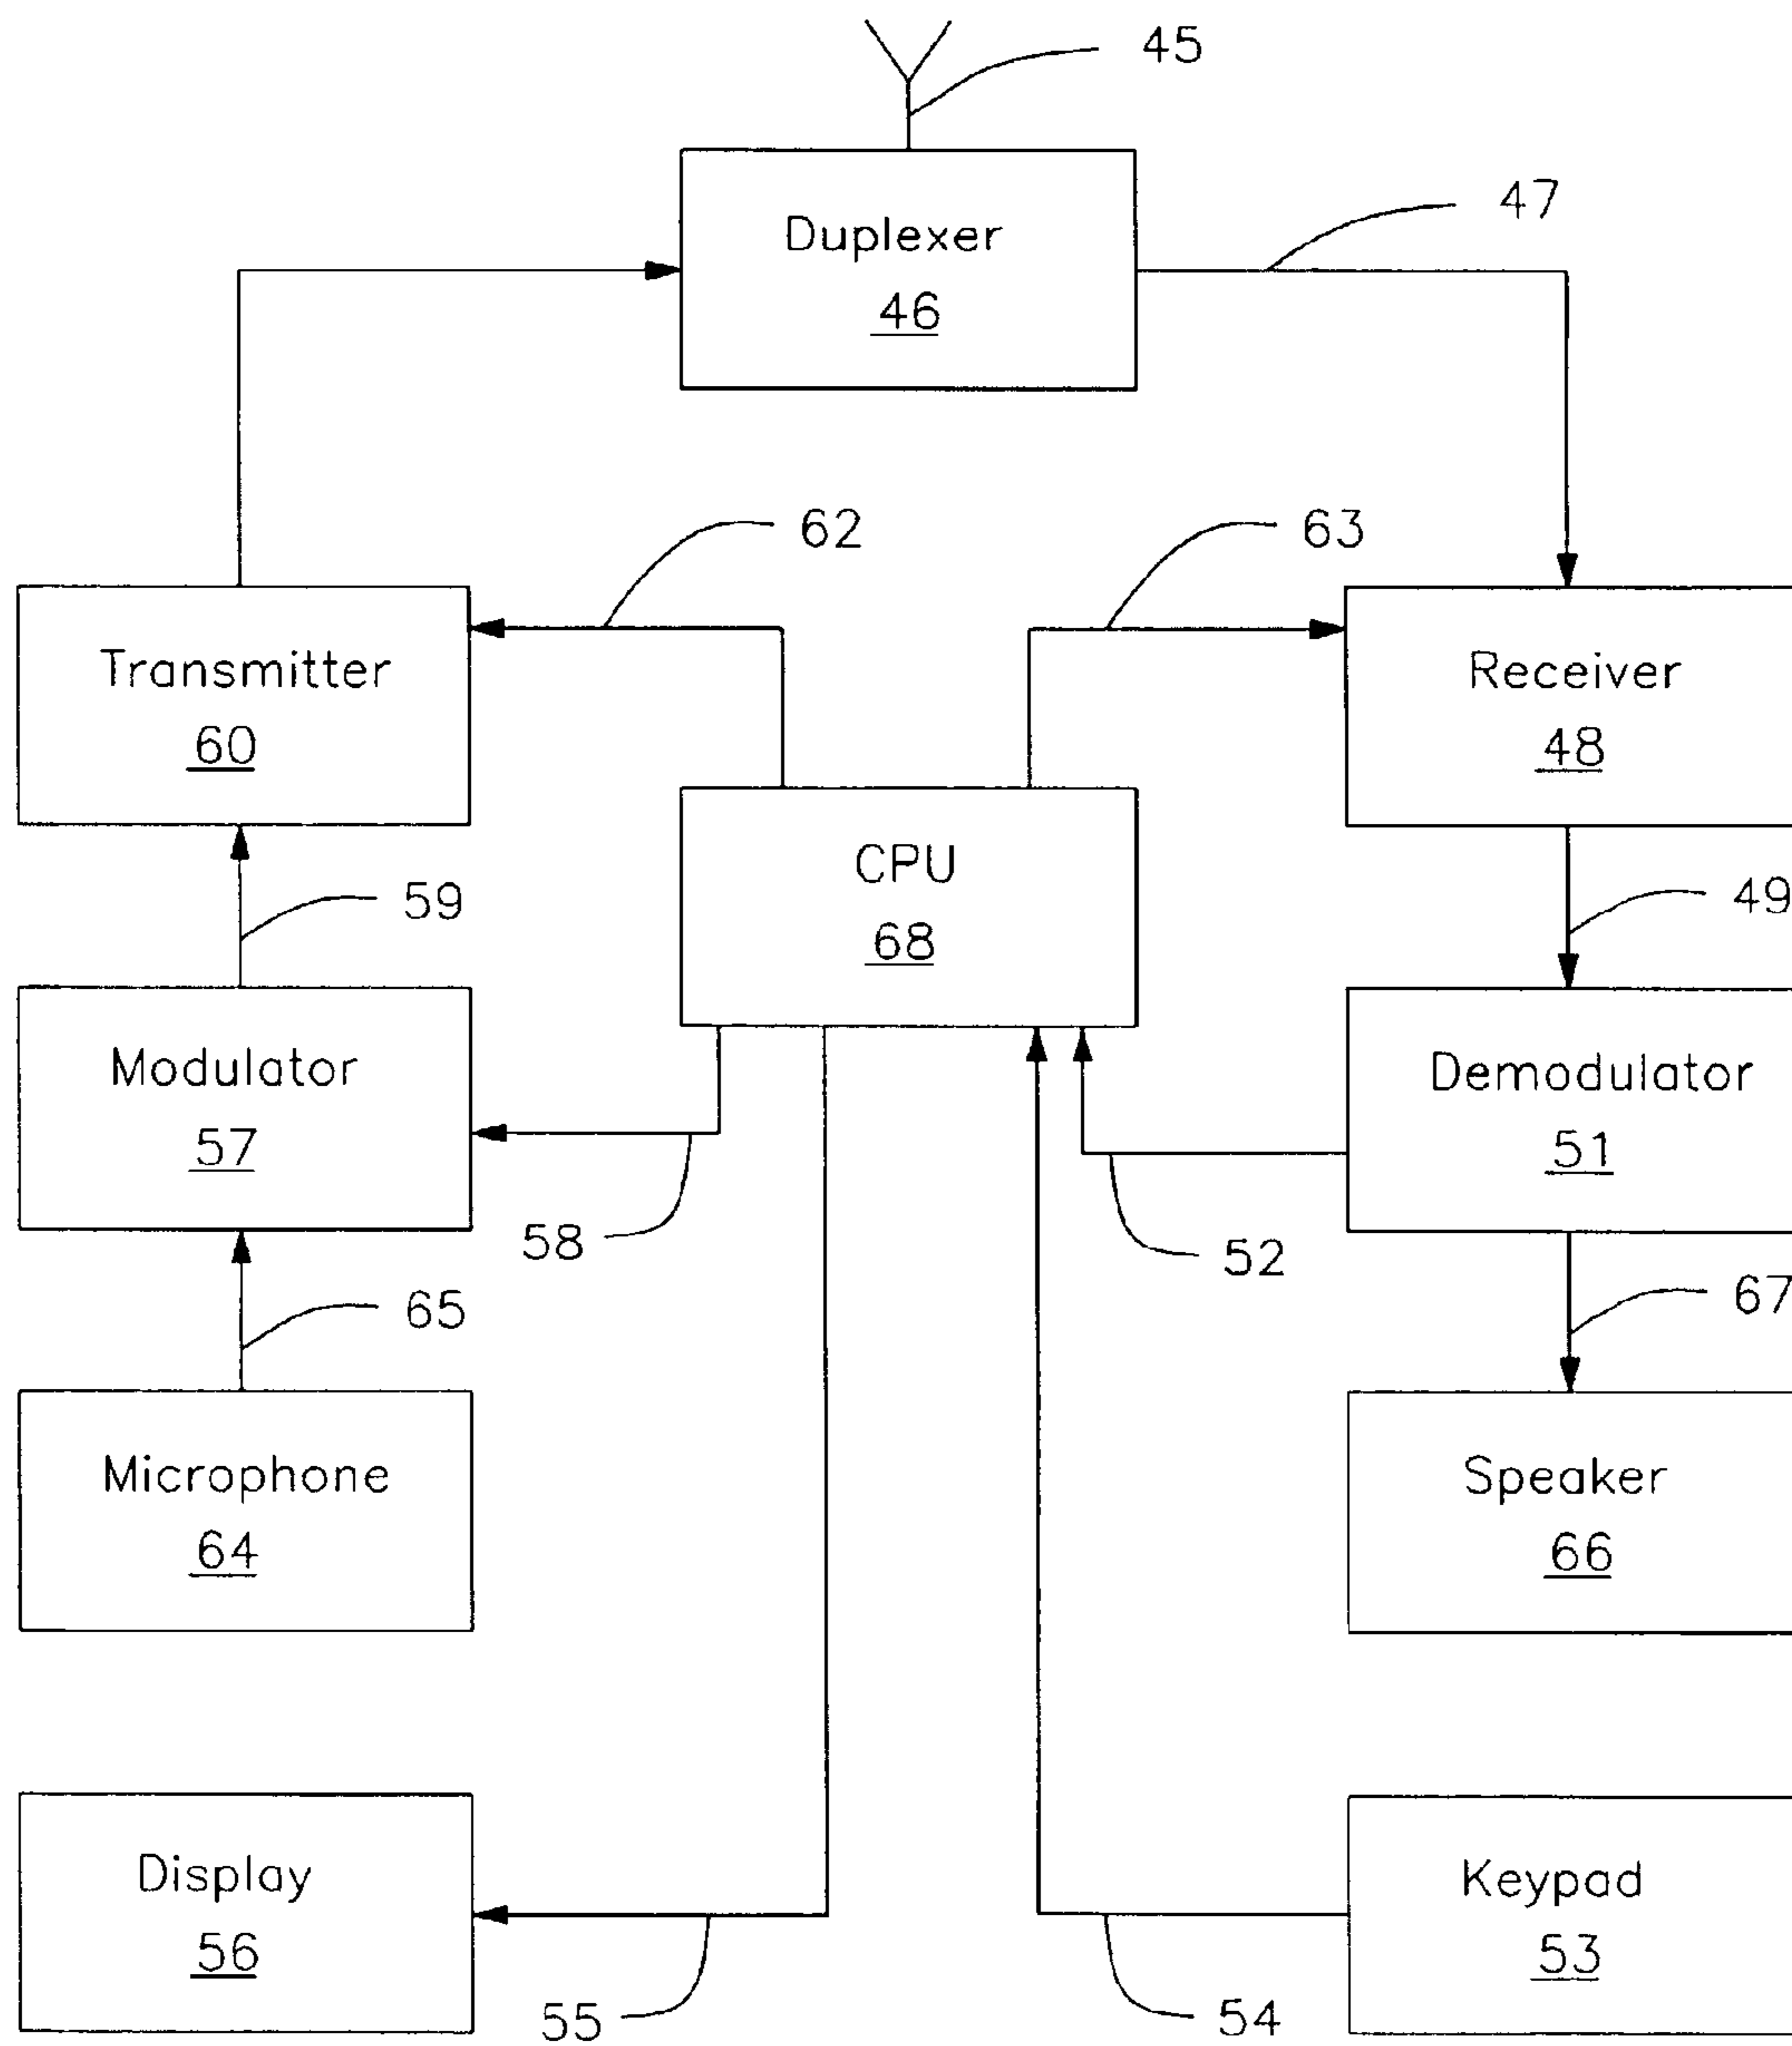 45
Duplexer
46
47
62
63
Transmitter
60
Receiver
48
CPU
68
59
49
Modulator
57
Demodulator
51
58
52
65
67
Microphone
64
Speaker
66
Display
56
Keypad
53
55
54